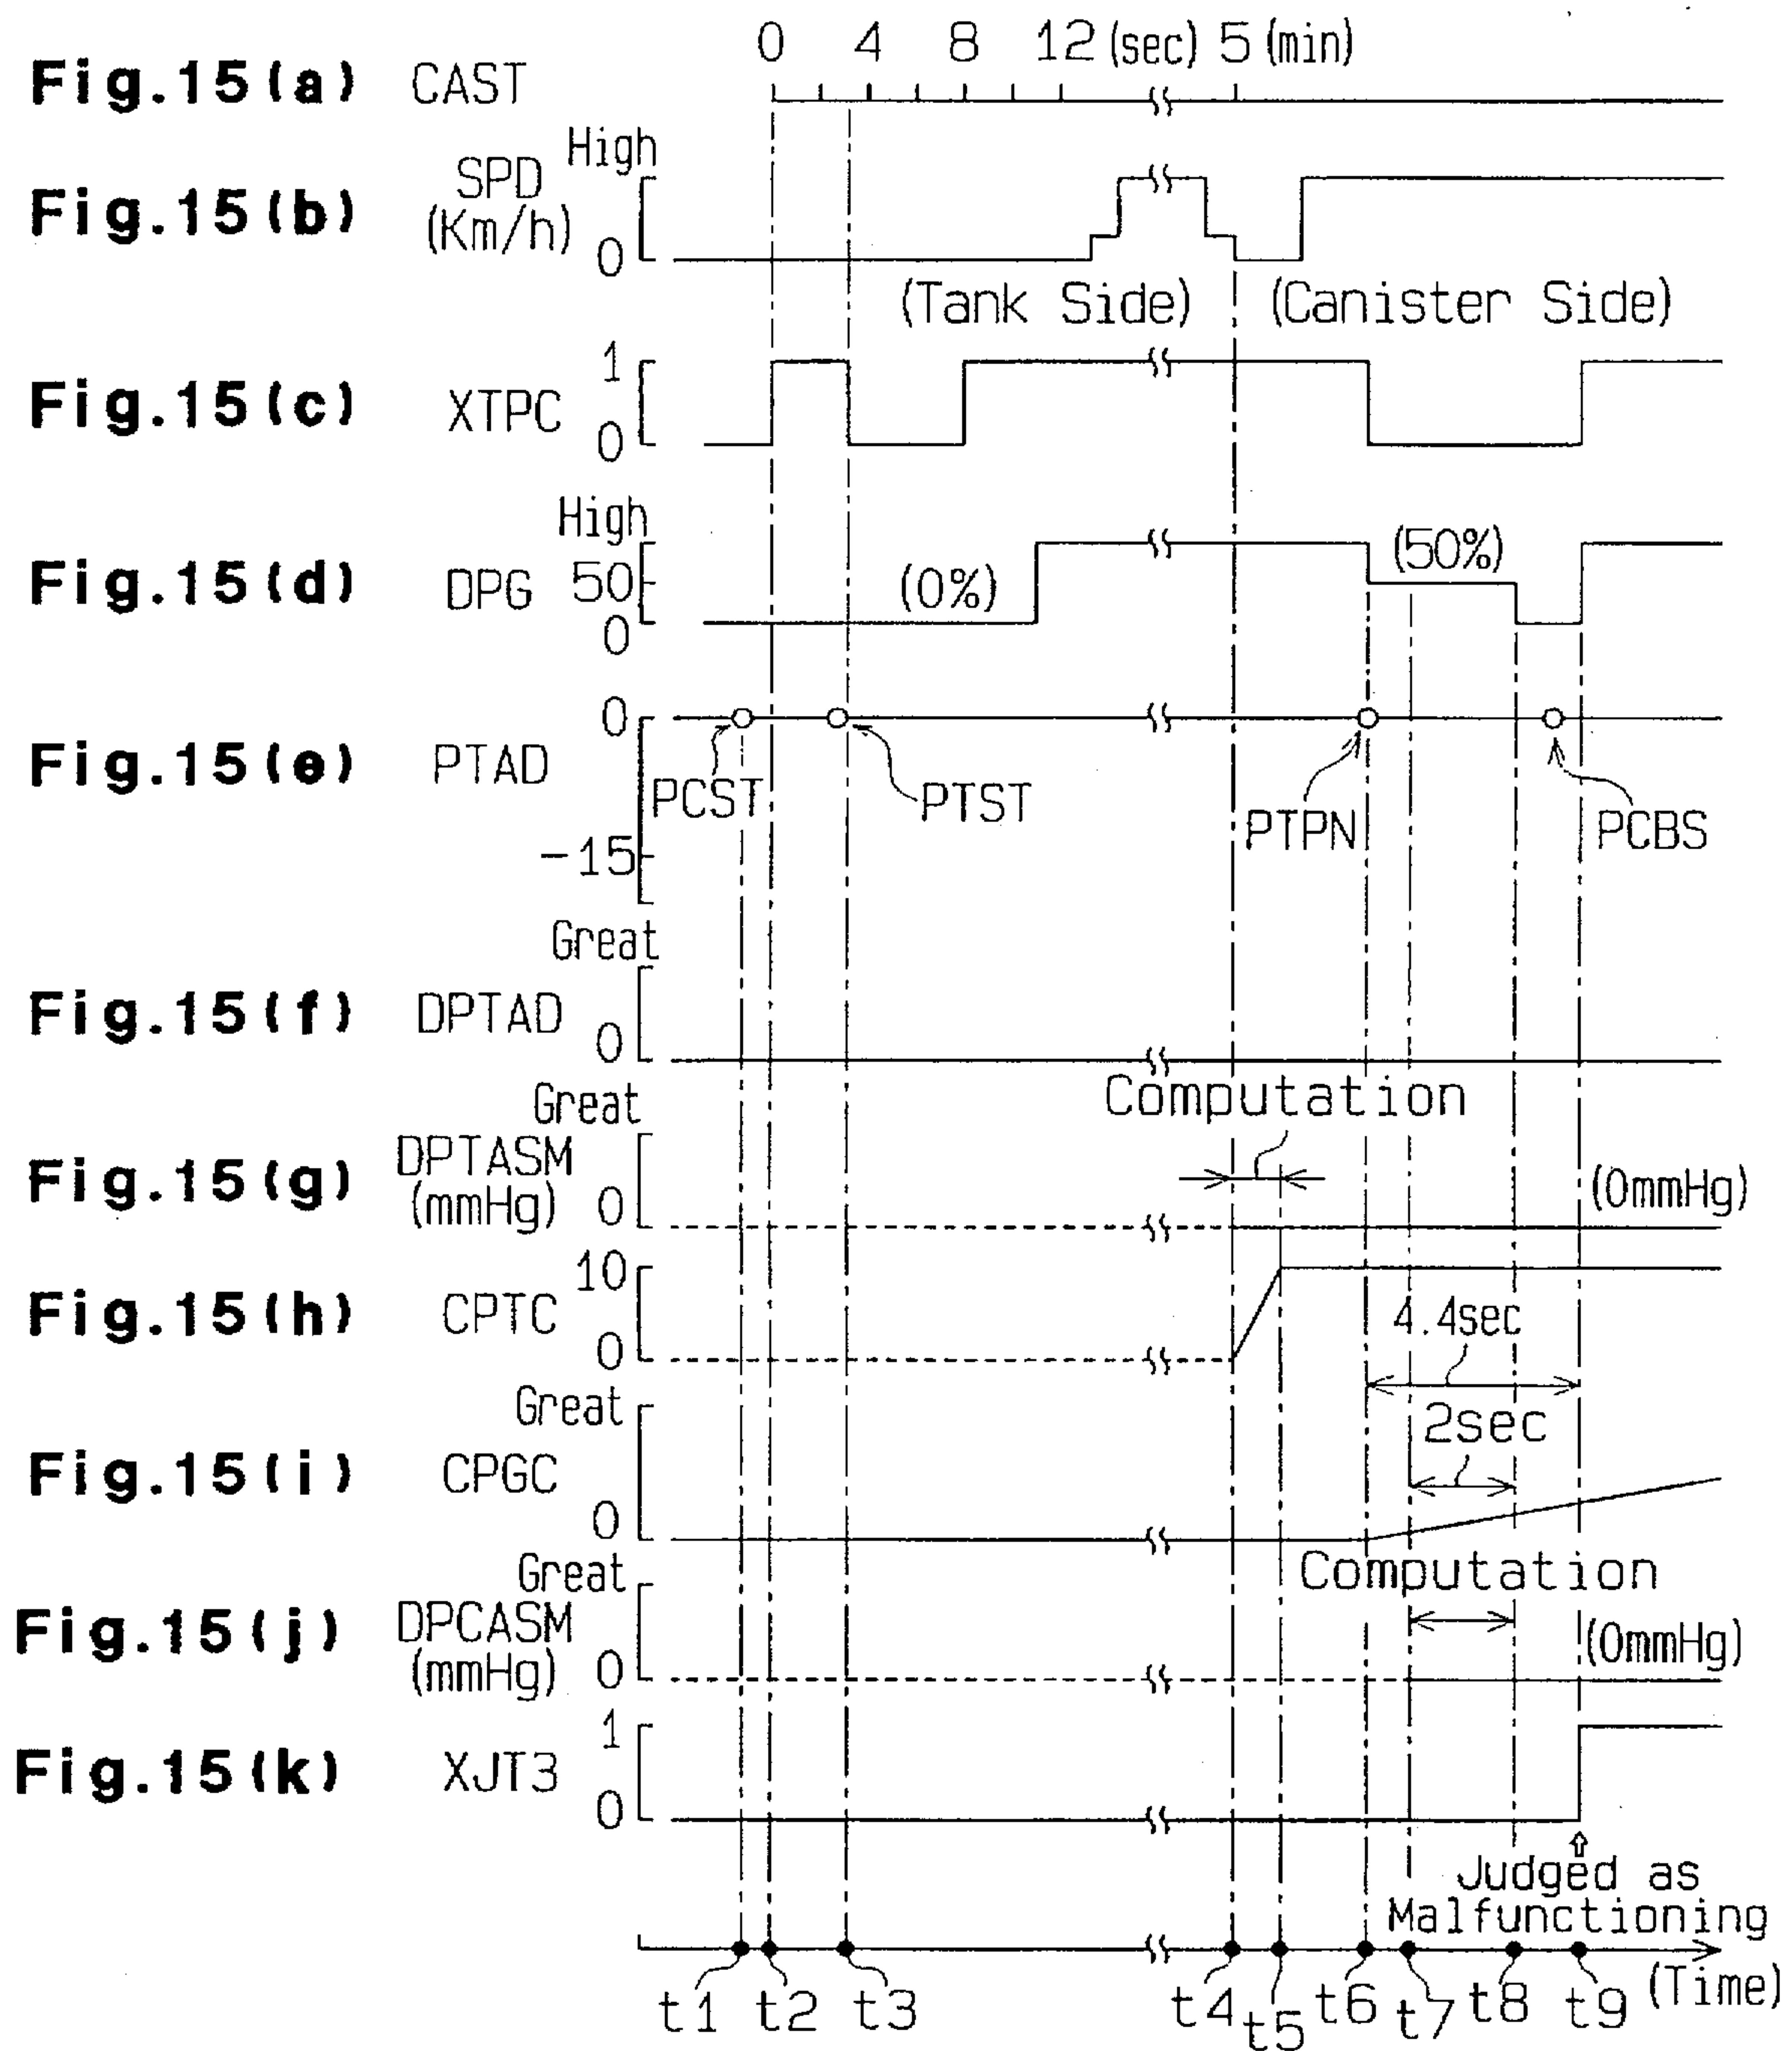 0 4 8 12 (sec) 5 (min)
Fig.15(a) CAST
High
Fig.15(b) SPD
(Km/h) 0
(Tank Side) (Canister Side)
1
Fig.15(c) XTPC
0
High
(50%)
Fig.15(d) DPG 50 (0%)
0
0
Fig.15(e) PTAD
PCST PTST PTPN PCBS
-15
Great
Fig.15(f) DPTAD
0
Computation
Great
Fig.15(g) DPTASM
(mmHg) 0 (0mmHg)
10
Fig.15(h) CPTC
0
4.4sec
Great
2sec
Fig.15(i) CPGC
0
Computation
Great
Fig.15(j) DPCASM
(mmHg) 0 (0mmHg)
1
Fig.15(k) XJT3
0
Judged as
Malfunctioning
t1 t2 t3 t4 t5 t6 t7 t8 t9 (Time)